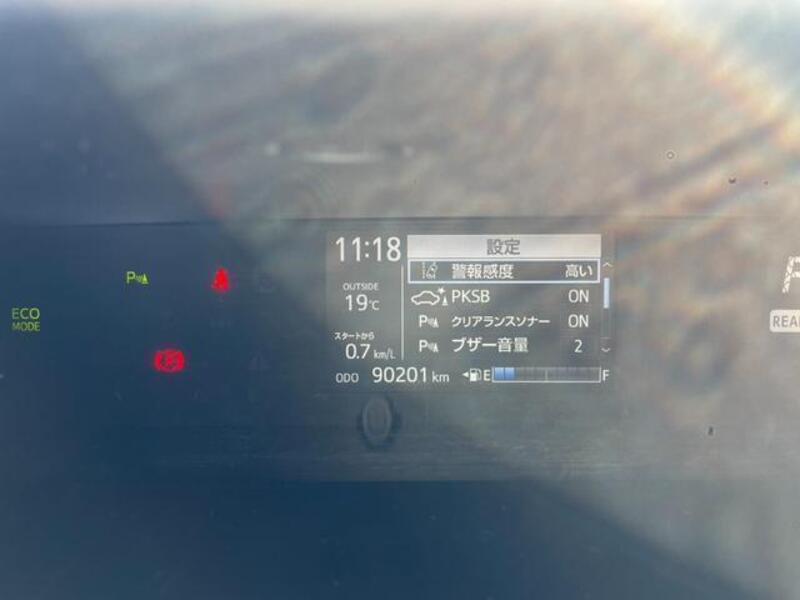 11:18
設定
警報感度 高い
OUTSIDE
19℃
PKSB ON
P クリアランスソナー ON
スタートから
0.7 km/L
P ブザー音量 2
ODO 90201 km
E F
P
ECO
MODE
REA